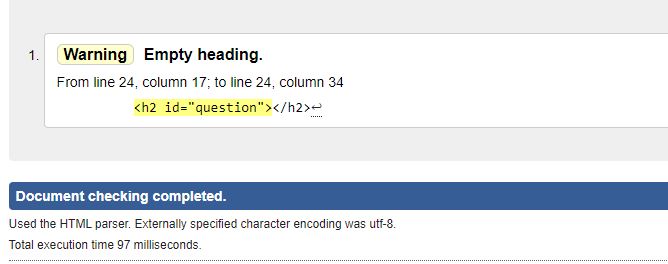 1. Warning Empty heading.
From line 24, column 17; to line 24, column 34
<h2 id="question"></h2>↩
Document checking completed.
Used the HTML parser. Externally specified character encoding was utf-8.
Total execution time 97 milliseconds.